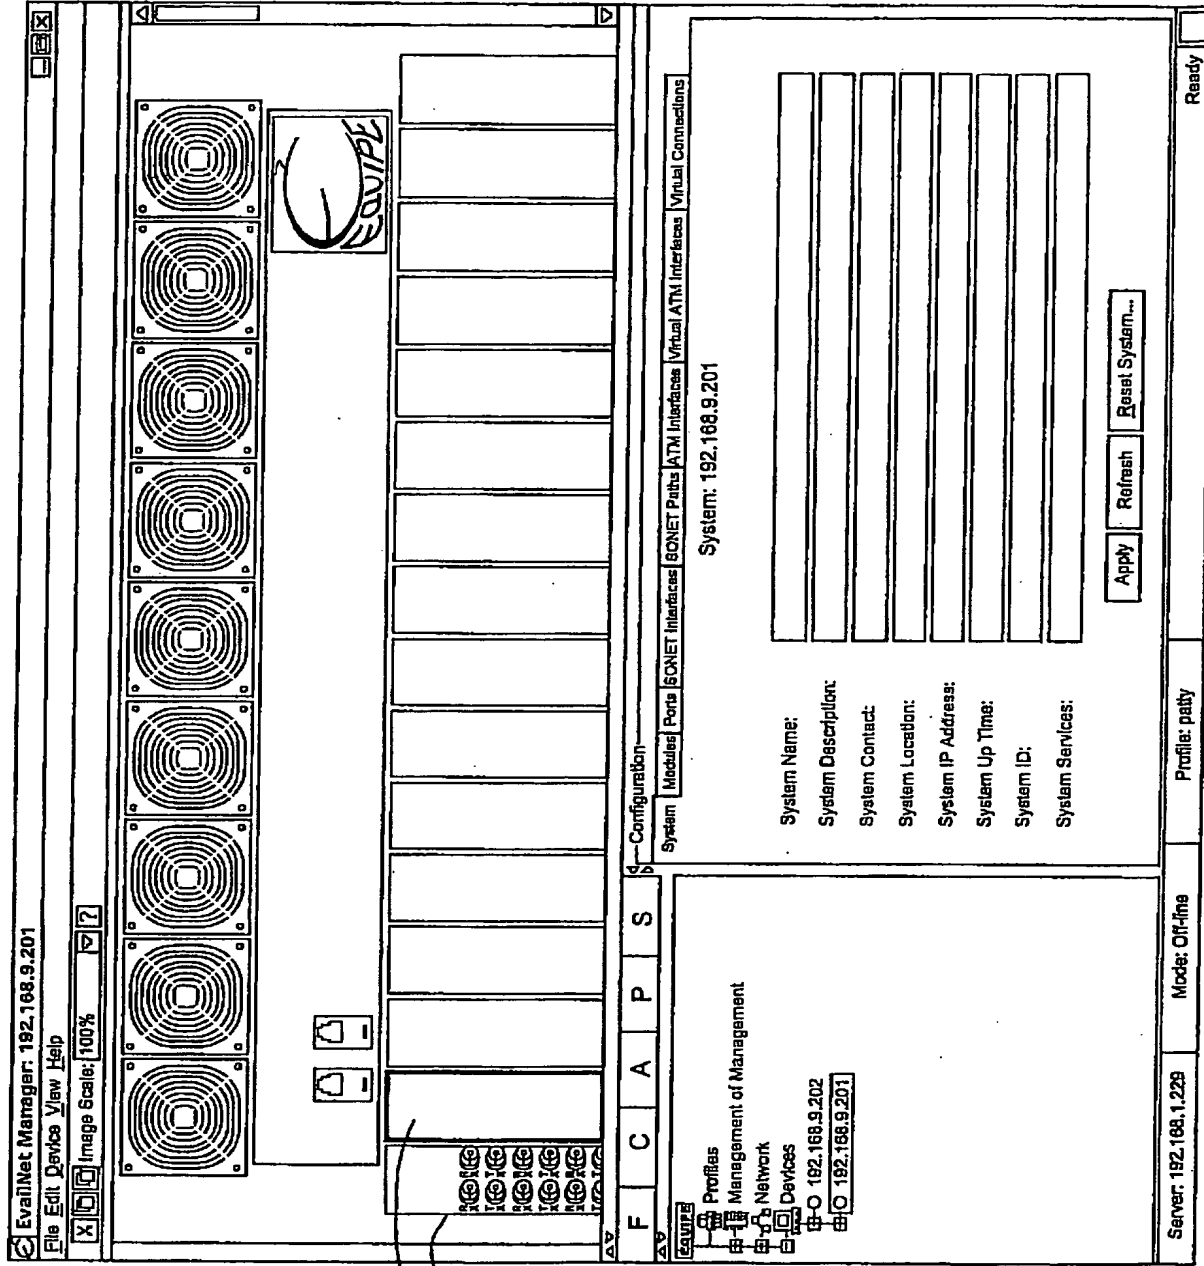 EvailNet Manager: 192.168.9.201
File Edit Device View Help
X Image Scale: 100% ?
EQUIPE
F C A P S
EQUIPE
Profiles
Management of Management
Network
Devices
192.168.9.202
192.168.9.201
Configuration
System Modules Ports SONET Interfaces SONET Paths ATM Interfaces Virtual ATM Interfaces Virtual Connections
System: 192.168.9.201
System Name:
System Description:
System Contact:
System Location:
System IP Address:
System Up Time:
System ID:
System Services:
Apply Refresh Reset System...
Server: 192.168.1.229 Mode: Off-line Profile: patty Ready